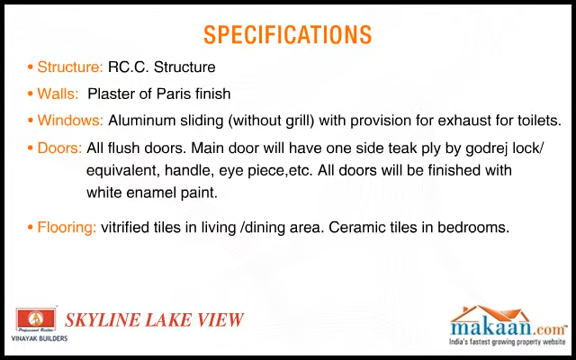 SPECIFICATIONS
• Structure: RC.C. Structure
• Walls: Plaster of Paris finish
• Windows: Aluminum sliding (without grill) with provision for exhaust for toilets.
• Doors: All flush doors. Main door will have one side teak ply by godrej lock/
equivalent, handle, eye piece,etc. All doors will be finished with
white enamel paint.
• Flooring: vitrified tiles in living /dining area. Ceramic tiles in bedrooms.
VINAYAK BUILDERS
SKYLINE LAKE VIEW
makaan.com
India's fastest growing property website